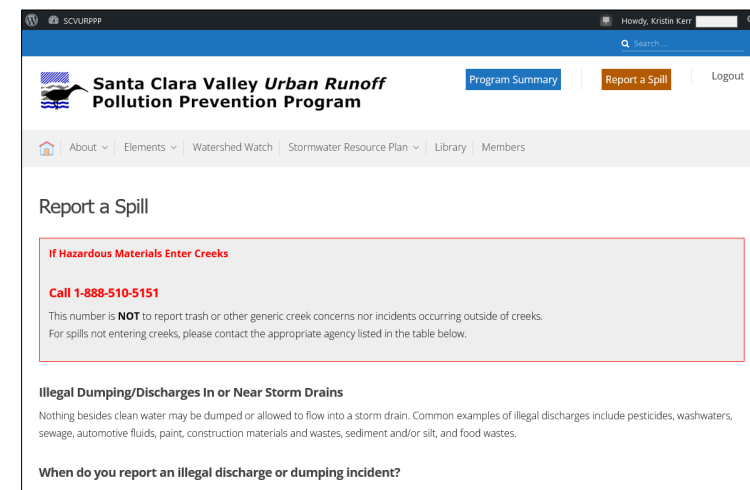 SCVURPPP
Howdy, Kristin Kerr
Search ...
Santa Clara Valley Urban Runoff
Pollution Prevention Program
Program Summary
Report a Spill
Logout
About
Elements
Watershed Watch
Stormwater Resource Plan
Library
Members
Report a Spill
If Hazardous Materials Enter Creeks
Call 1-888-510-5151
This number is NOT to report trash or other generic creek concerns nor incidents occurring outside of creeks.
For spills not entering creeks, please contact the appropriate agency listed in the table below.
Illegal Dumping/Discharges In or Near Storm Drains
Nothing besides clean water may be dumped or allowed to flow into a storm drain. Common examples of illegal discharges include pesticides, washwaters,
sewage, automotive fluids, paint, construction materials and wastes, sediment and/or silt, and food wastes.
When do you report an illegal discharge or dumping incident?